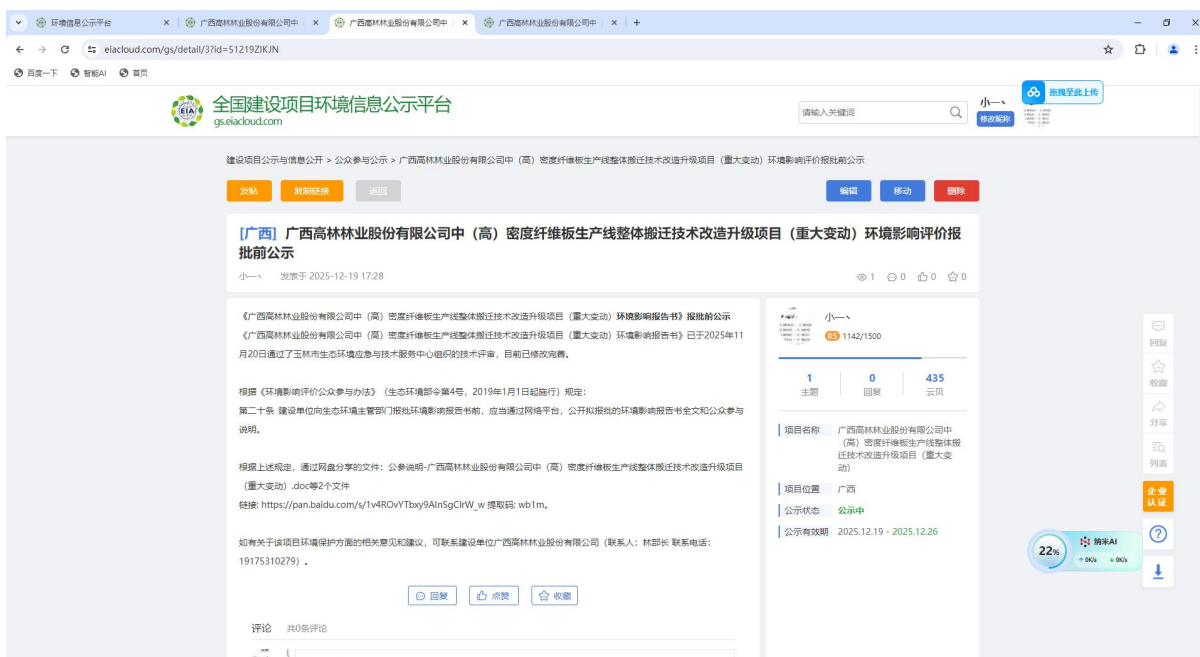 环境信息公示平台
广西高林林业股份有限公司中
广西高林林业股份有限公司中
广西高林林业股份有限公司中
eiacloud.com/gs/detail/3?id=51219ZIKJN
百度一下 智能AI 首页
EIA
全国建设项目环境信息公示平台
gs.eiacloud.com
请输入关键词
小一、
修改昵称
拖拽至此上传
建设项目公示与信息公开 > 公众参与公示 > 广西高林林业股份有限公司中（高）密度纤维板生产线整体搬迁技术改造升级项目（重大变动）环境影响评价报批前公示
发帖 复制链接 返回 编辑 移动 删除
[广西] 广西高林林业股份有限公司中（高）密度纤维板生产线整体搬迁技术改造升级项目（重大变动）环境影响评价报
批前公示
小一、 发表于 2025-12-19 17:28
1 0 0 0
《广西高林林业股份有限公司中（高）密度纤维板生产线整体搬迁技术改造升级项目（重大变动）环境影响报告书》报批前公示
《广西高林林业股份有限公司中（高）密度纤维板生产线整体搬迁技术改造升级项目（重大变动）环境影响报告书》已于2025年11
月20日通过了玉林市生态环境应急与技术服务中心组织的技术评审，目前已修改完善。
根据《环境影响评价公众参与办法》（生态环境部令第4号，2019年1月1日起施行）规定：
第二十条 建设单位向生态环境主管部门报批环境影响报告书前，应当通过网络平台，公开拟报批的环境影响报告书全文和公众参与
说明。
根据上述规定，通过网盘分享的文件：公参说明-广西高林林业股份有限公司中（高）密度纤维板生产线整体搬迁技术改造升级项目
（重大变动）.doc等2个文件
链接: https://pan.baidu.com/s/1v4ROvYTbxy9AlnSgClrW_w 提取码: wb1m。
如有关于该项目环境保护方面的相关意见和建议，可联系建设单位广西高林林业股份有限公司（联系人：林部长 联系电话：
19175310279）.
回复 点赞 收藏
评论 共0条评论
小一、
R5 1142/1500
1 0 435
主题 回复 云贝
项目名称 广西高林林业股份有限公司中
（高）密度纤维板生产线整体搬
迁技术改造升级项目（重大变
动）
项目位置 广西
公示状态 公示中
公示有效期 2025.12.19 - 2025.12.26
回复
收藏
分享
列表
企业
认证
22% 纳米AI
0K/s 0K/s